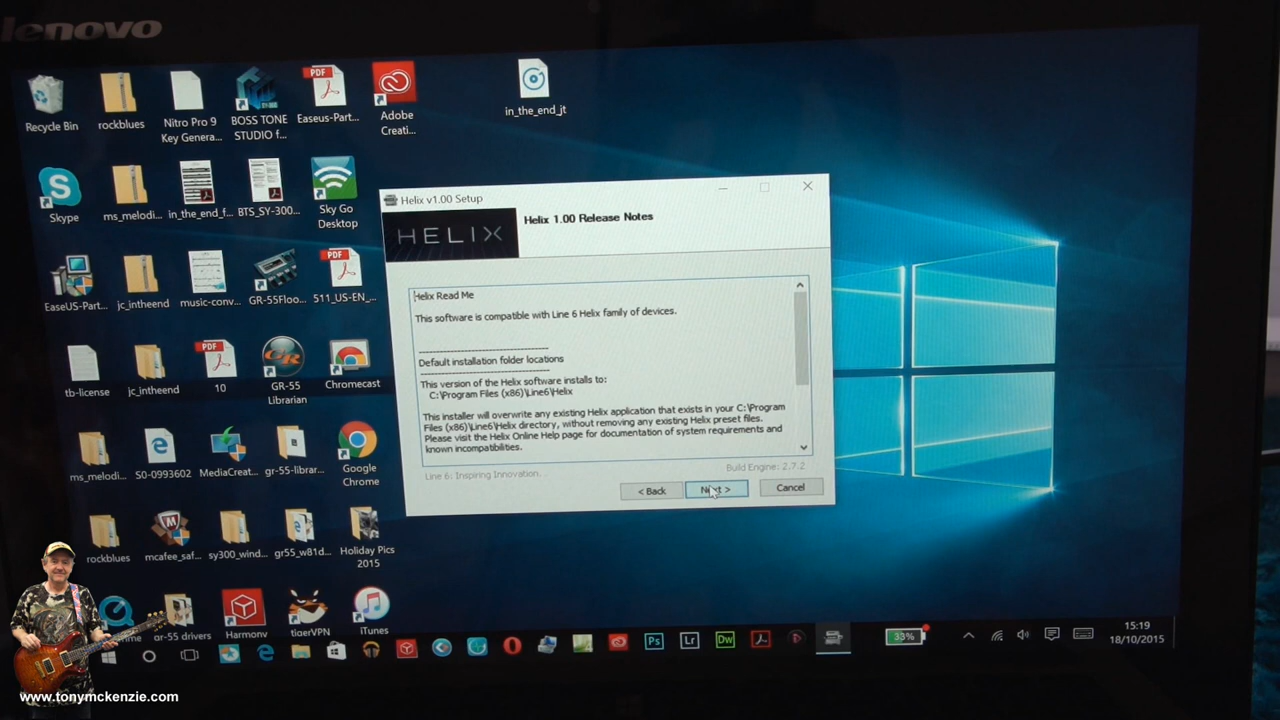 lenovo
Recycle Bin
rockblues
Nitro Pro 9
Key Genera...
BOSS TONE
STUDIO f...
PDF
Easeus-Part...
Adobe
Creati...
in_the_end_jt
Skype
ms_melodi...
in_the_end_f...
BTS_SY-300...
Sky Go
Desktop
EaseUS-Part...
jc_intheend
music-conv...
GR-55Floo...
PDF
511_US-EN_...
tb-license
jc_intheend
PDF
10
GR-55
Librarian
Chromecast
ms_melodi...
S0-0993602
MediaCreat...
gr-55-librar...
Google
Chrome
rockblues
mcafee_saf...
sy300_wind...
gr55_w81d...
Holiday Pics
2015
gr-55 drivers
Harmony
tigerVPN
iTunes
Helix v1.00 Setup
HELIX
Helix 1.00 Release Notes
Helix Read Me
This software is compatible with Line 6 Helix family of devices.
Default installation folder locations
This version of the Helix software installs to:
C:\Program Files (x86)\Line6\Helix
This installer will overwrite any existing Helix application that exists in your C:\Program
Files (x86)\Line6\Helix directory, without removing any existing Helix preset files.
Please visit the Helix Online Help page for documentation of system requirements and
known incompatibilities.
Line 6: Inspiring Innovation.
Build Engine: 2.7.2
< Back
Next >
Cancel
Ps
Lr
Dw
33%
15:19
18/10/2015
www.tonymckenzie.com